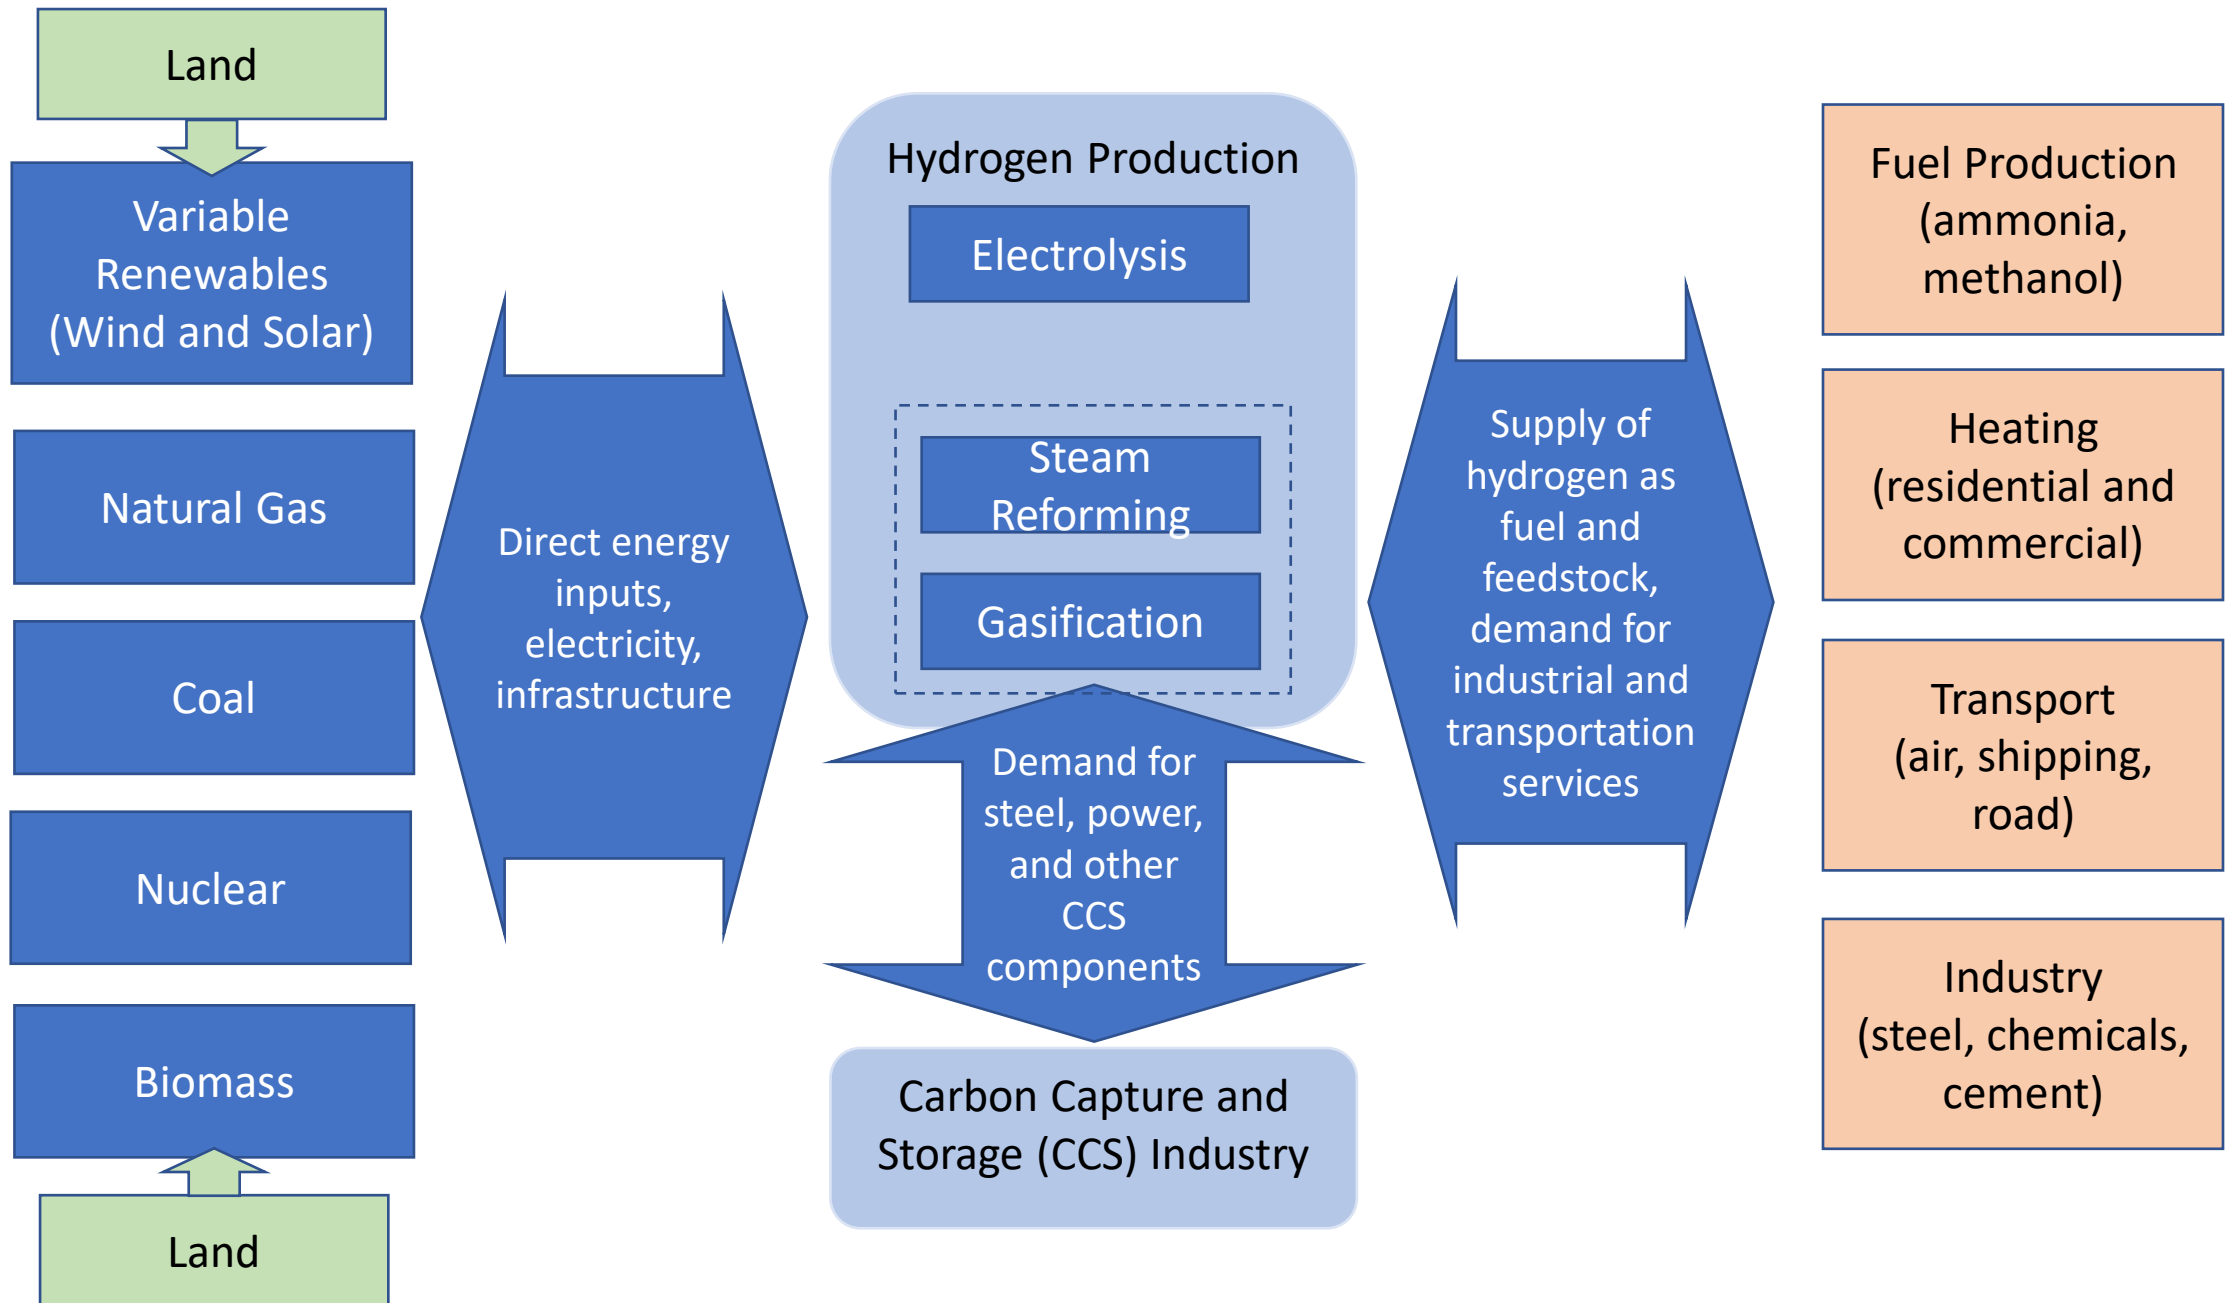 Land
Variable
Renewables
(Wind and Solar)
Natural Gas
Coal
Nuclear
Biomass
Land
Direct energy
inputs,
electricity,
infrastructure
Hydrogen Production
Electrolysis
Steam
Reforming
Gasification
Demand for
steel, power,
and other
CCS
components
Carbon Capture and
Storage (CCS) Industry
Supply of
hydrogen as
fuel and
feedstock,
demand for
industrial and
transportation
services
Fuel Production
(ammonia,
methanol)
Heating
(residential and
commercial)
Transport
(air, shipping,
road)
Industry
(steel, chemicals,
cement)